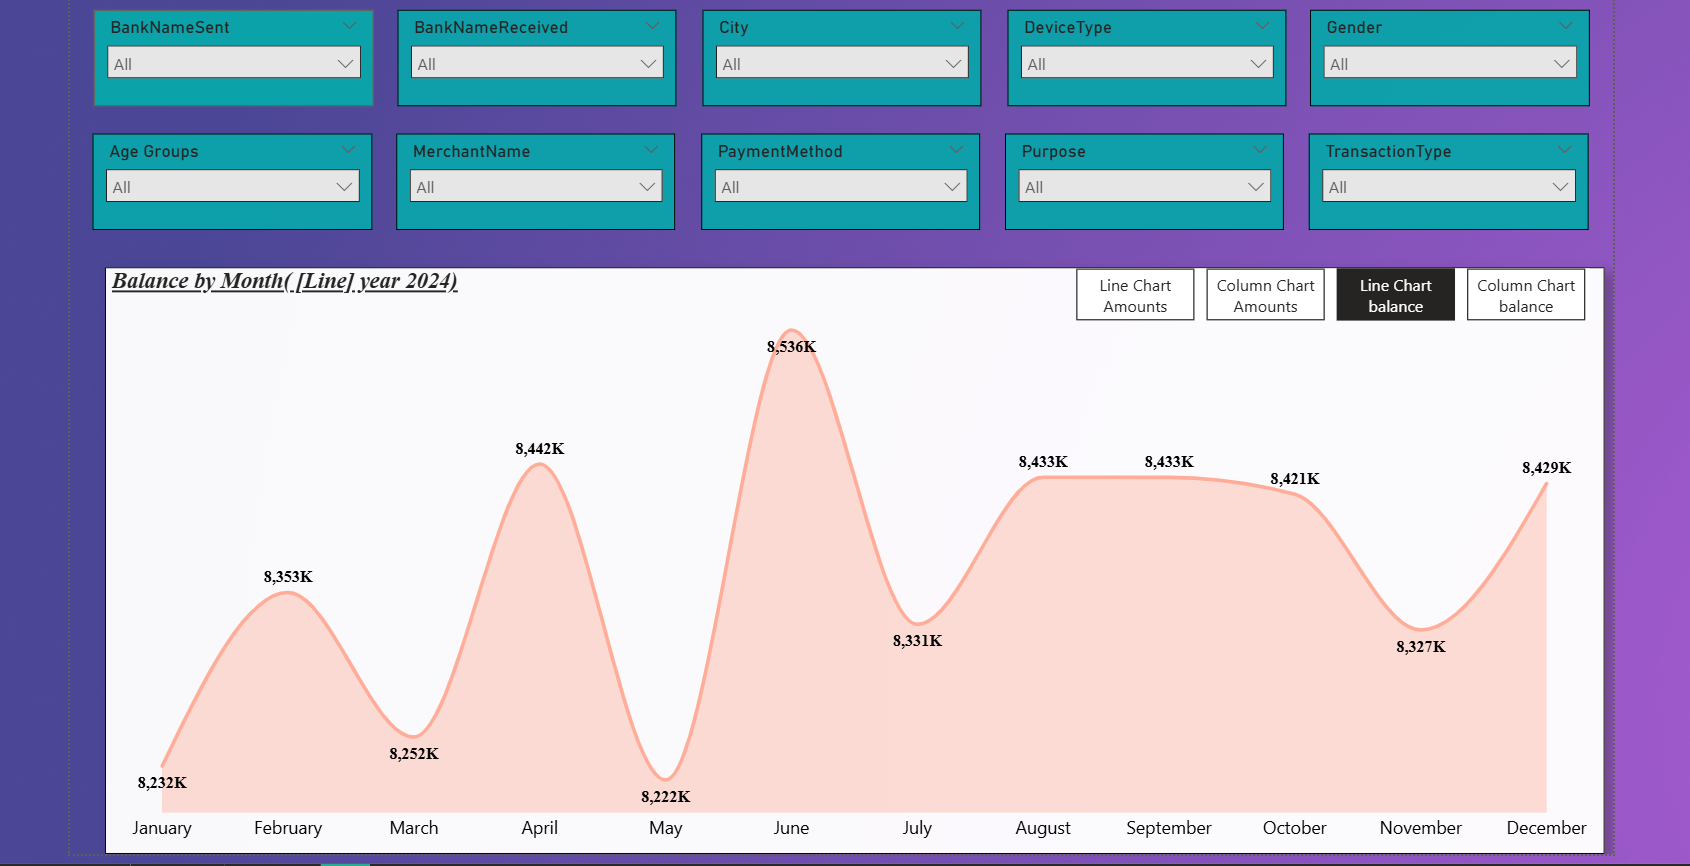 BankNameSent
All
BankNameReceived
All
City
All
DeviceType
All
Gender
All
Age Groups
All
MerchantName
All
PaymentMethod
All
Purpose
All
TransactionType
All
Balance by Month( [Line] year 2024)
Line Chart
Amounts
Column Chart
Amounts
Line Chart
balance
Column Chart
balance
8,232K
8,353K
8,252K
8,442K
8,222K
8,536K
8,331K
8,433K
8,433K
8,421K
8,327K
8,429K
January
February
March
April
May
June
July
August
September
October
November
December